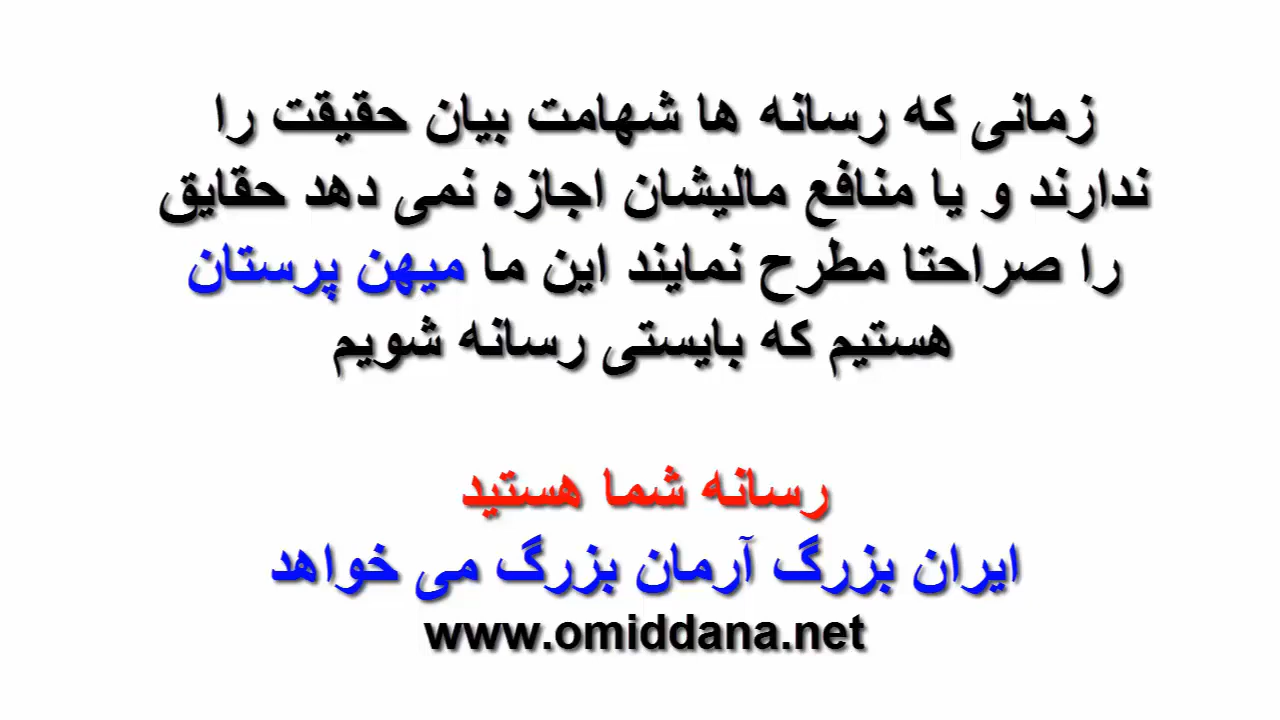 زمانی که رسانه ها شهامت بیان حقیقت را
ندارند و یا منافع مالیشان اجازه نمی دهد حقایق
را صراحتا مطرح نمایند این ما میهن پرستان
هستیم که بایستی رسانه شویم
رسانه شما هستید
ایران بزرگ آرمان بزرگ می خواهد
www.omiddana.net